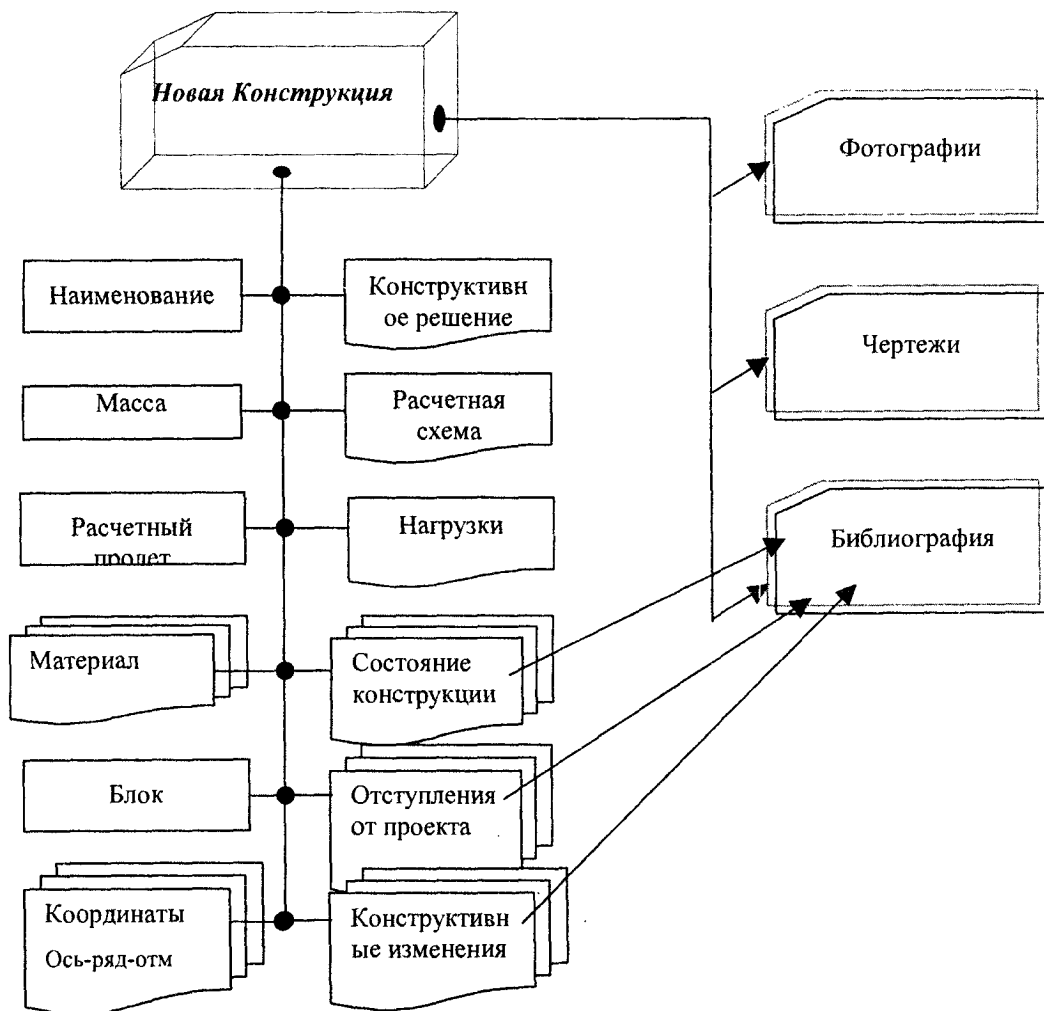 Новая Конструкция
Фотографии
Наименование
Конструктивн
ое решение
Чертежи
Масса
Расчетная
схема
Расчетный
пролет
Нагрузки
Библиография
Материал
Состояние
конструкции
Блок
Отступления
от проекта
Координаты
Ось-ряд-отм
Конструктивн
ые изменения